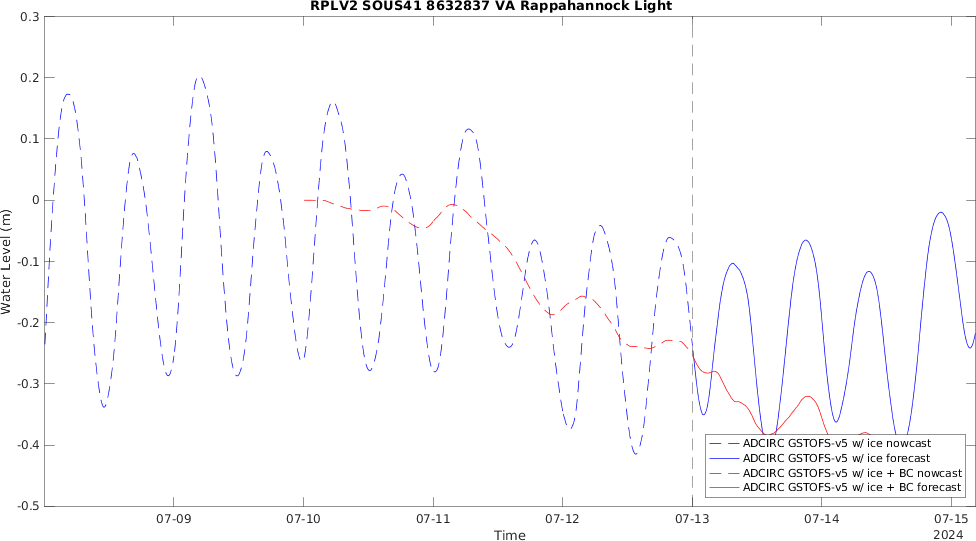 RPLV2 SOUS41 8632837 VA Rappahannock Light
0.3
0.2
0.1
0
-0.1
-0.2
-0.3
-0.4
-0.5
Water Level (m)
ADCIRC GSTOFS-v5 w/ ice nowcast
ADCIRC GSTOFS-v5 w/ ice forecast
ADCIRC GSTOFS-v5 w/ ice + BC nowcast
ADCIRC GSTOFS-v5 w/ ice + BC forecast
07-09
07-10
07-11
07-12
07-13
07-14
07-15
Time
2024